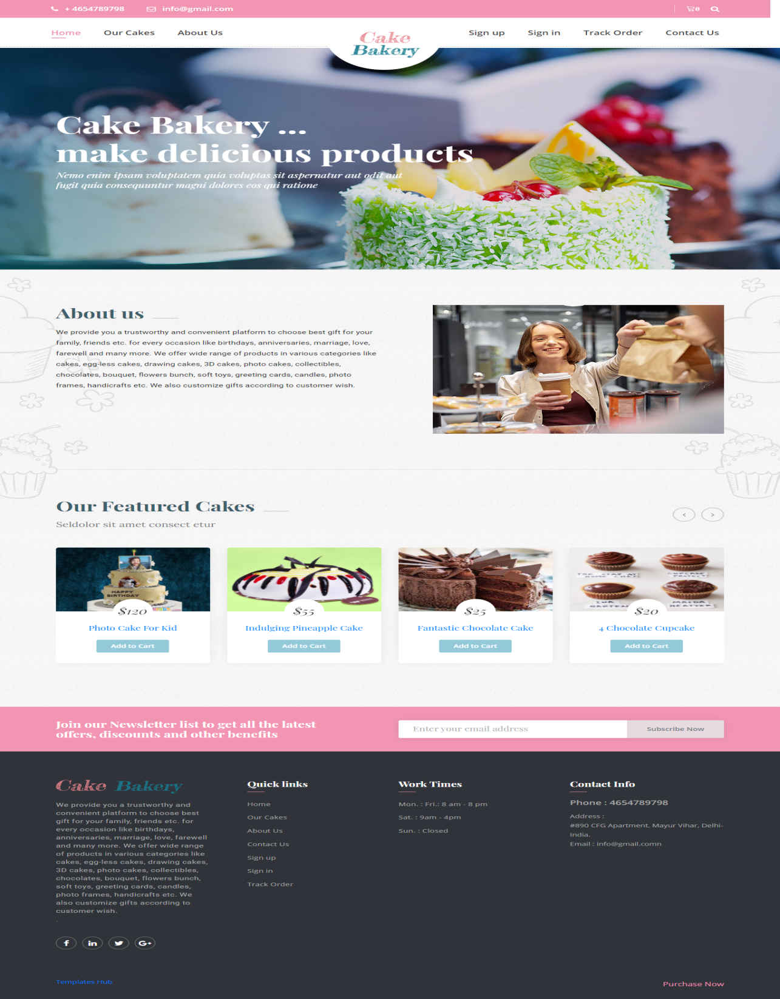 + 4654789798
info@gmail.com
0
Home
Our Cakes
About Us
Cake
Bakery
Sign up
Sign in
Track Order
Contact Us
Cake Bakery ...
make delicious products
Nemo enim ipsam voluptatem quia voluptas sit aspernatur aut odit aut
fugit quia consequuntur magni dolores eos qui ratione
About us
We provide you a trustworthy and convenient platform to choose best gift for your
family, friends etc. for every occasion like birthdays, anniversaries, marriage, love,
farewell and many more. We offer wide range of products in various categories like
cakes, egg-less cakes, drawing cakes, 3D cakes, photo cakes, collectibles,
chocolates, bouquet, flowers bunch, soft toys, greeting cards, candles, photo
frames, handicrafts etc. We also customize gifts according to customer wish.
Our Featured Cakes
Seldolor sit amet consect etur
<
>
HAPPY
BIRTHDAY
$120
$55
$25
$20
Photo Cake For Kid
Indulging Pineapple Cake
Fantastic Chocolate Cake
4 Chocolate Cupcake
Add to Cart
Add to Cart
Add to Cart
Add to Cart
Join our Newsletter list to get all the latest
offers, discounts and other benefits
Enter your email address
Subscribe Now
Cake Bakery
We provide you a trustworthy and
convenient platform to choose best
gift for your family, friends etc. for
every occasion like birthdays,
anniversaries, marriage, love, farewell
and many more. We offer wide range
of products in various categories like
cakes, egg-less cakes, drawing cakes,
3D cakes, photo cakes, collectibles,
chocolates, bouquet, flowers bunch,
soft toys, greeting cards, candles,
photo frames, handicrafts etc. We
also customize gifts according to
customer wish.
.
Quick links
Home
Our Cakes
About Us
Contact Us
Sign up
Sign in
Track Order
Work Times
Mon. : Fri.: 8 am - 8 pm
Sat. : 9am - 4pm
Sun. : Closed
Contact Info
Phone : 4654789798
Address :
#890 CFG Apartment, Mayur Vihar, Delhi-
India.
Email : info@gmail.comn
Templates Hub
Purchase Now